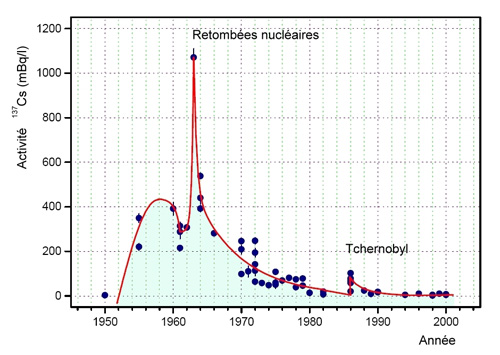 Retombées nucléaires
Tchernobyl
Activité ¹³⁷Cs (mBq/l)
1200
1000
800
600
400
200
0
1950 1960 1970 1980 1990 2000
Année